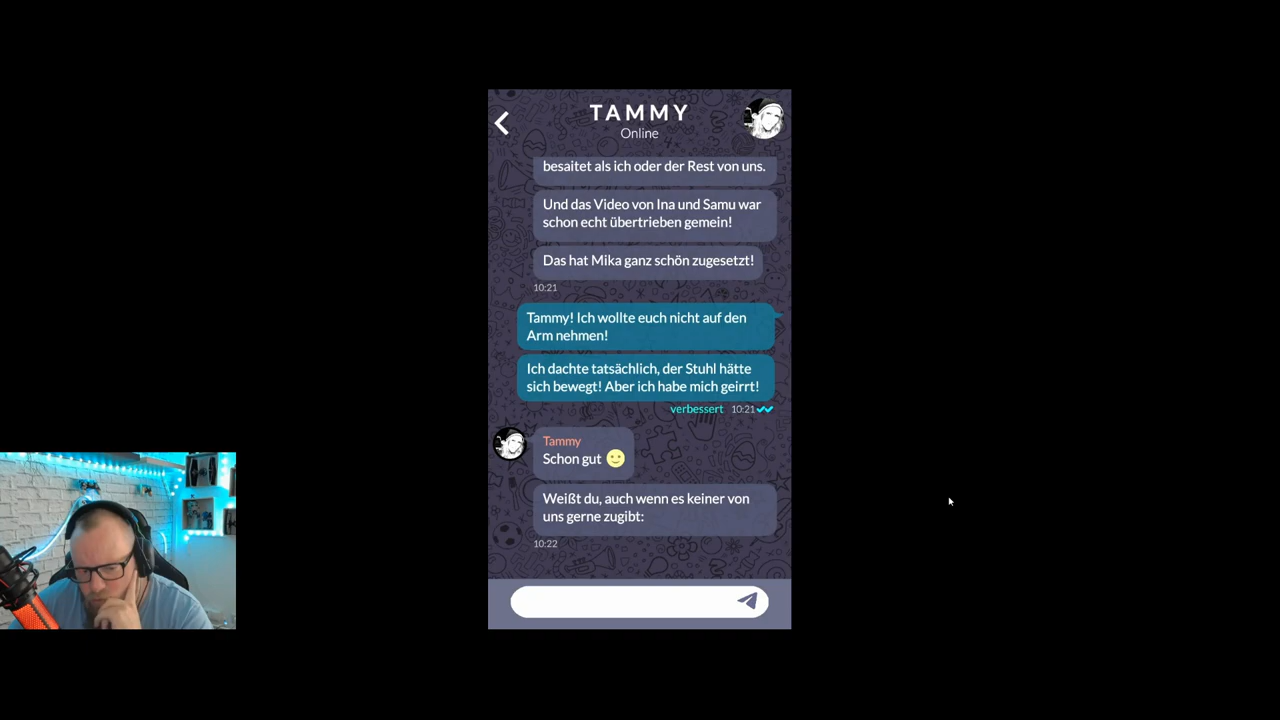 TAMMY
Online
besaitet als ich oder der Rest von uns.
Und das Video von Ina und Samu war
schon echt übertrieben gemein!
Das hat Mika ganz schön zugesetzt!
10:21
Tammy! Ich wollte euch nicht auf den
Arm nehmen!
Ich dachte tatsächlich, der Stuhl hätte
sich bewegt! Aber ich habe mich geirrt!
verbessert 10:21
Tammy
Schon gut 🙂
Weißt du, auch wenn es keiner von
uns gerne zugibt:
10:22